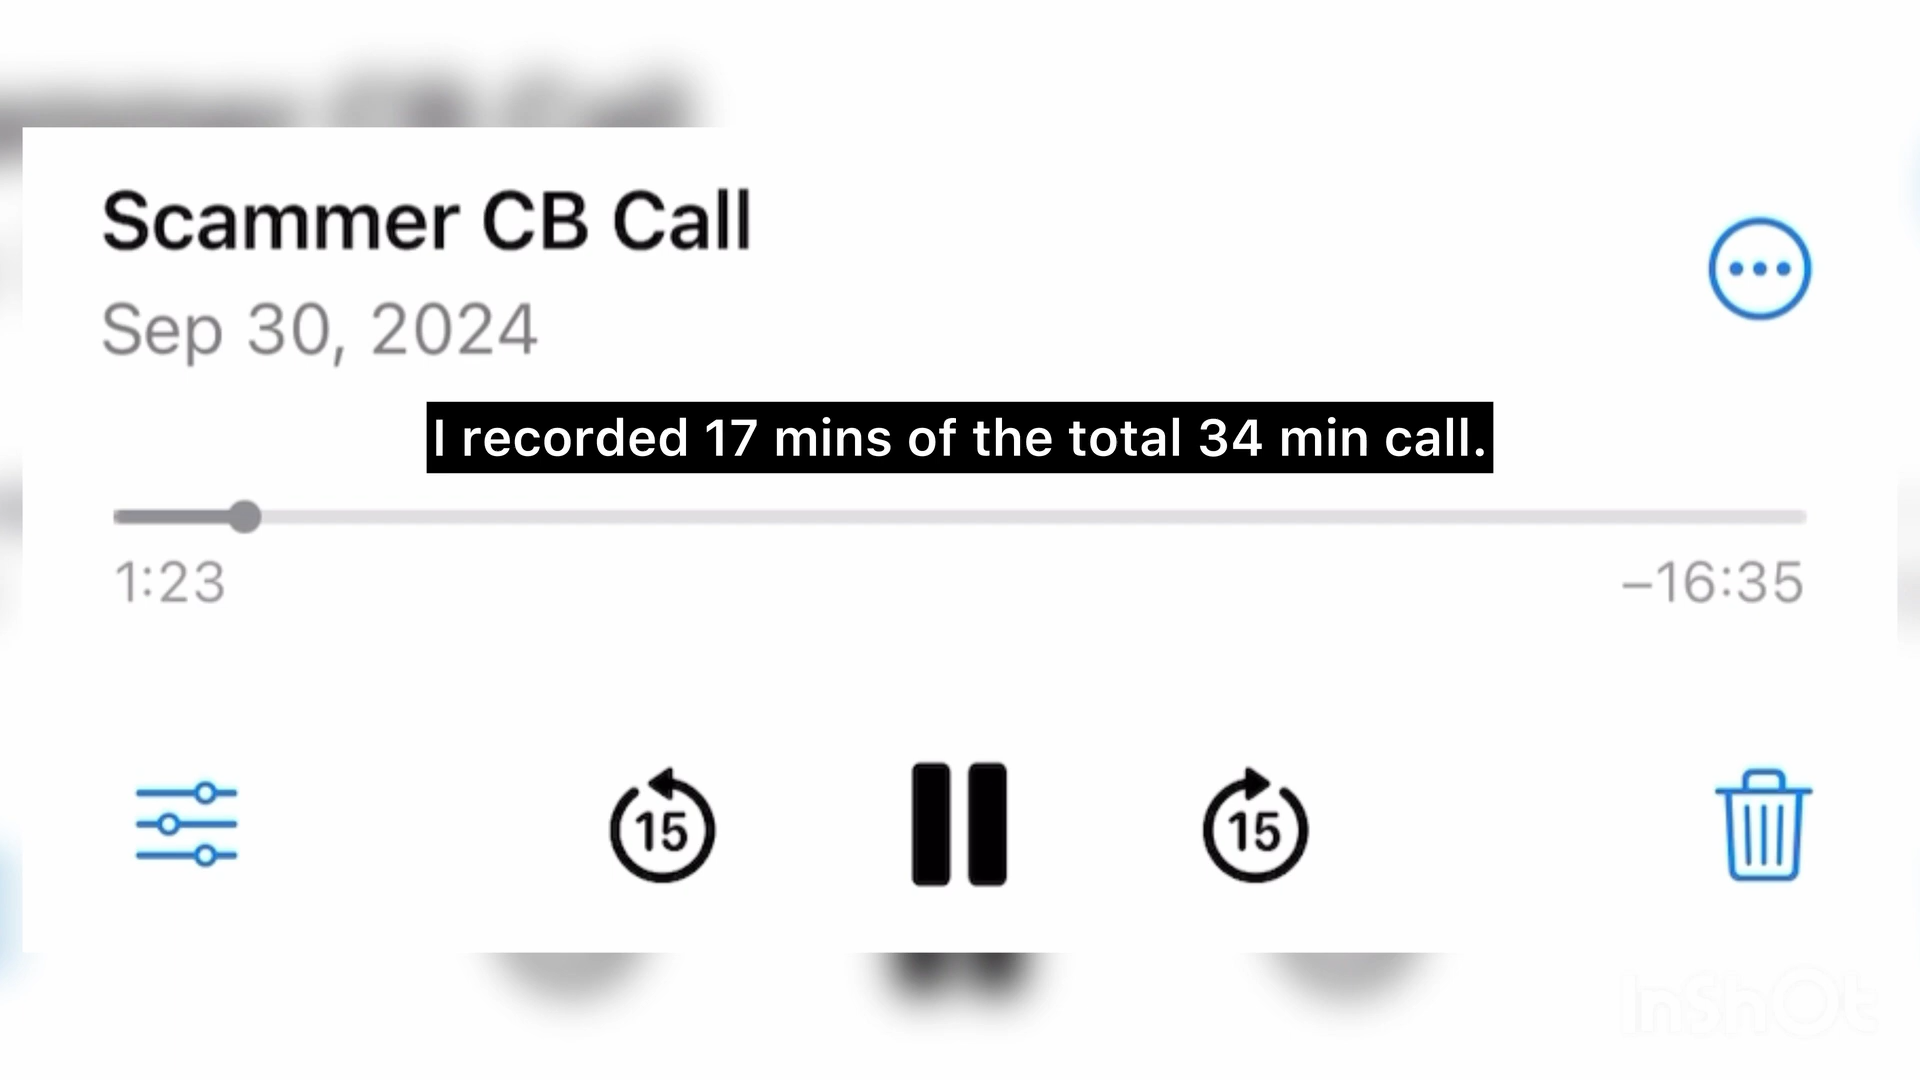 Scammer CB Call
Sep 30, 2024
I recorded 17 mins of the total 34 min call.
1:23
–16:35
15
15
InShOt